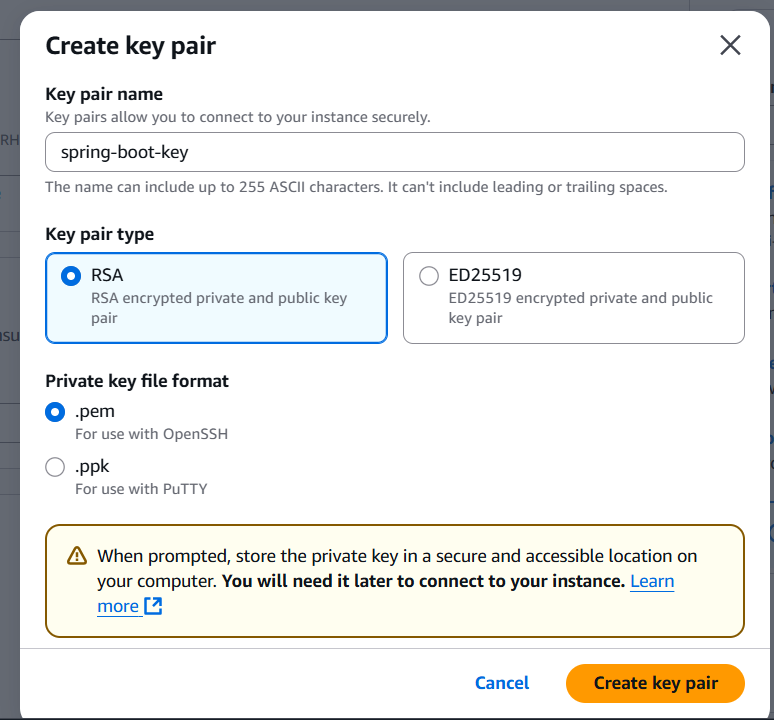 Create key pair
Key pair name
Key pairs allow you to connect to your instance securely.
spring-boot-key
The name can include up to 255 ASCII characters. It can't include leading or trailing spaces.
Key pair type
RSA
RSA encrypted private and public key
pair
ED25519
ED25519 encrypted private and public
key pair
Private key file format
.pem
For use with OpenSSH
.ppk
For use with PuTTY
When prompted, store the private key in a secure and accessible location on
your computer. You will need it later to connect to your instance. Learn
more
Cancel
Create key pair